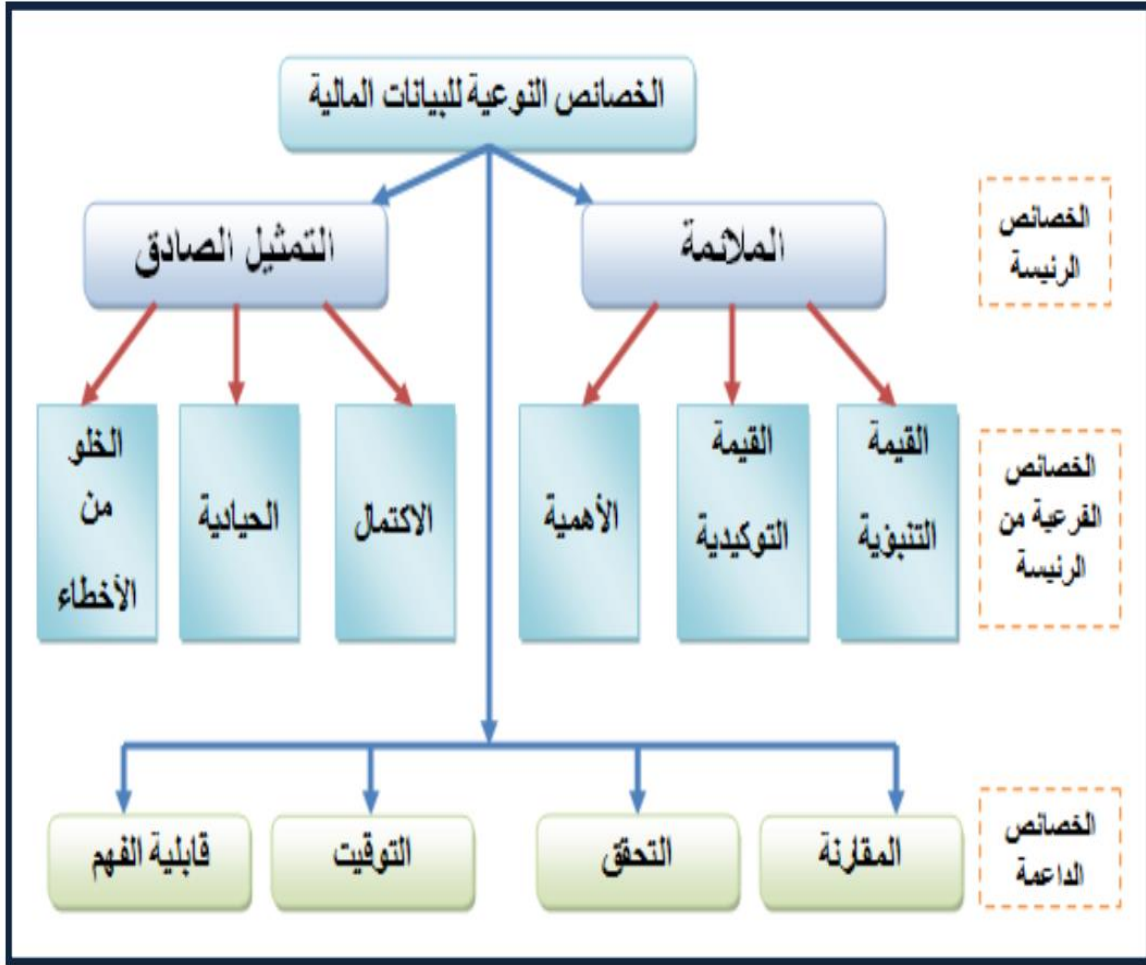 الخصائص النوعية للبيانات المالية
الخصائص
الرئيسة
الملائمة
التمثيل الصادق
الخصائص
الفرعية من
الرئيسة
القيمة
التنبؤية
القيمة
التوكيدية
الأهمية
الاكتمال
الحيادية
الخلو
من
الأخطاء
الخصائص
الداعمة
المقارنة
التحقق
التوقيت
قابلية الفهم